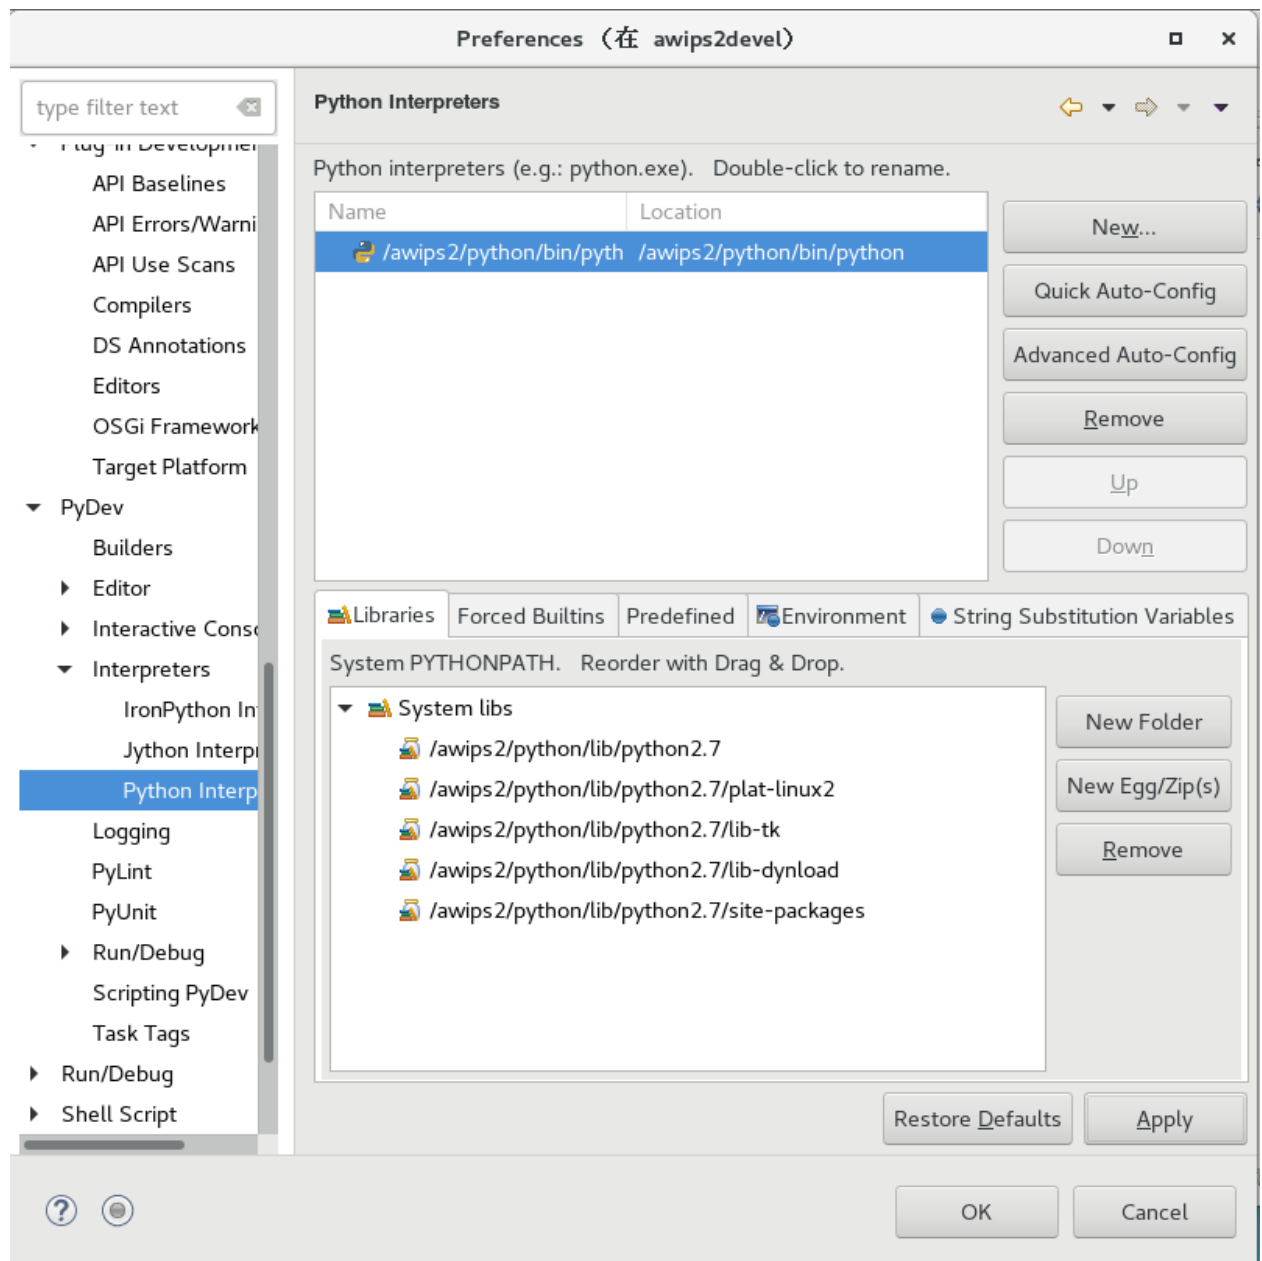 Preferences （在 awips2devel）
type filter text
API Baselines
API Errors/Warni
API Use Scans
Compilers
DS Annotations
Editors
OSGi Framework
Target Platform
PyDev
Builders
Editor
Interactive Conso
Interpreters
IronPython In
Jython Interp
Python Interp
Logging
PyLint
PyUnit
Run/Debug
Scripting PyDev
Task Tags
Run/Debug
Shell Script
Python Interpreters
Python interpreters (e.g.: python.exe). Double-click to rename.
Name Location
/awips2/python/bin/pyth /awips2/python/bin/python
New...
Quick Auto-Config
Advanced Auto-Config
Remove
Up
Down
Libraries Forced Builtins Predefined Environment String Substitution Variables
System PYTHONPATH. Reorder with Drag & Drop.
System libs
/awips2/python/lib/python2.7
/awips2/python/lib/python2.7/plat-linux2
/awips2/python/lib/python2.7/lib-tk
/awips2/python/lib/python2.7/lib-dynload
/awips2/python/lib/python2.7/site-packages
New Folder
New Egg/Zip(s)
Remove
Restore Defaults Apply
OK Cancel